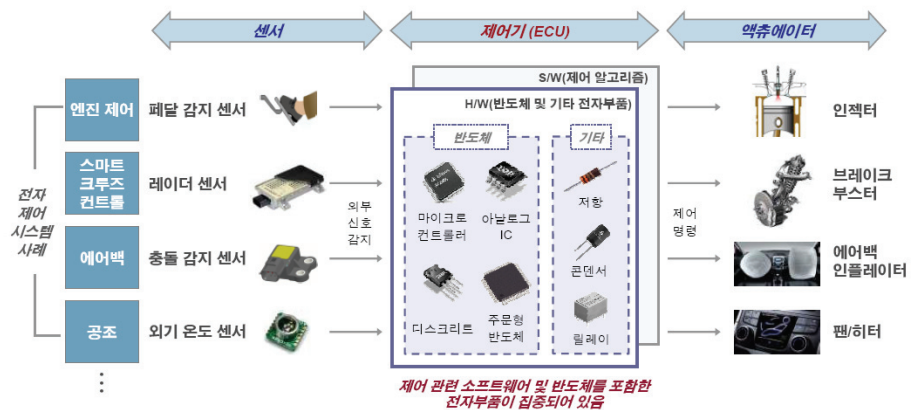 센서
제어기 (ECU)
액츄에이터
S/W(제어 알고리즘)
H/W(반도체 및 기타 전자부품)
반도체
기타
전자
제어
시스템
사례
엔진 제어
페달 감지 센서
인젝터
스마트
크루즈
컨트롤
레이더 센서
브레이크
부스터
외부
신호
감지
마이크로
컨트롤러
아날로그
IC
저항
제어
명령
에어백
충돌 감지 센서
콘덴서
에어백
인플레이터
공조
외기 온도 센서
디스크리트
주문형
반도체
릴레이
팬/히터
제어 관련 소프트웨어 및 반도체를 포함한
전자부품이 집중되어 있음